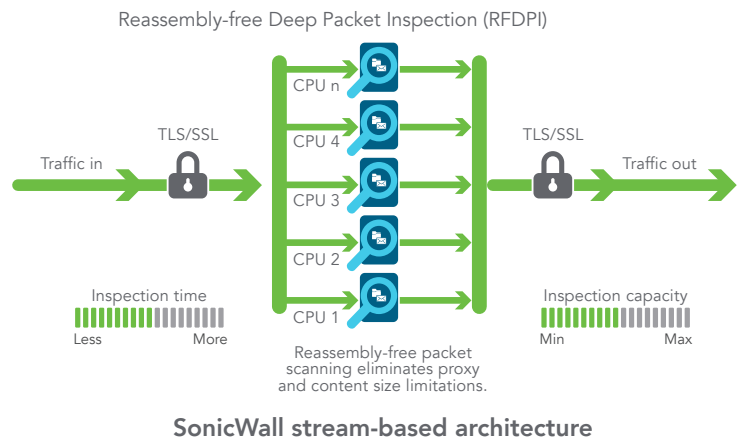 Reassembly-free Deep Packet Inspection (RFDPI)
CPU n
TLS/SSL
TLS/SSL
CPU 4
Traffic in
Traffic out
CPU 3
CPU 2
Inspection time
Less
More
CPU 1
Inspection capacity
Min
Max
Reassembly-free packet
scanning eliminates proxy
and content size limitations.
SonicWall stream-based architecture